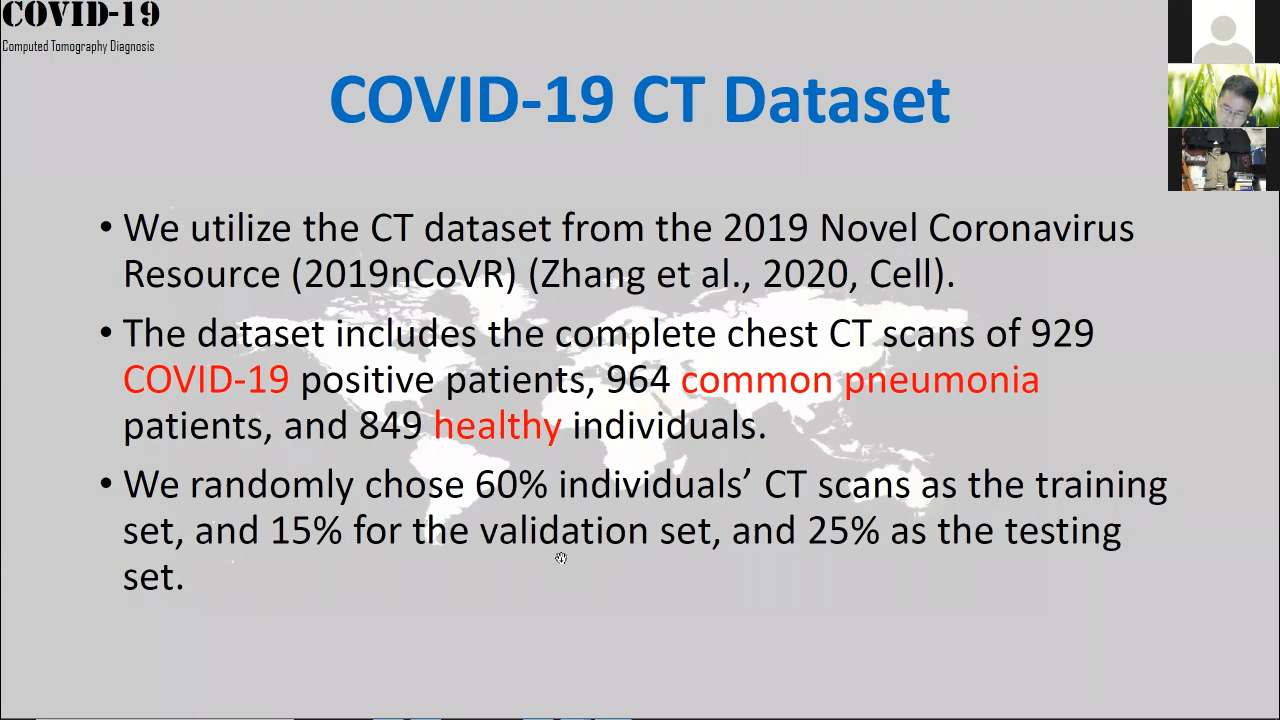 COVID-19
Computed Tomography Diagnosis
COVID-19 CT Dataset
• We utilize the CT dataset from the 2019 Novel Coronavirus
Resource (2019nCoVR) (Zhang et al., 2020, Cell).
• The dataset includes the complete chest CT scans of 929
COVID-19 positive patients, 964 common pneumonia
patients, and 849 healthy individuals.
• We randomly chose 60% individuals’ CT scans as the training
set, and 15% for the validation set, and 25% as the testing
set.